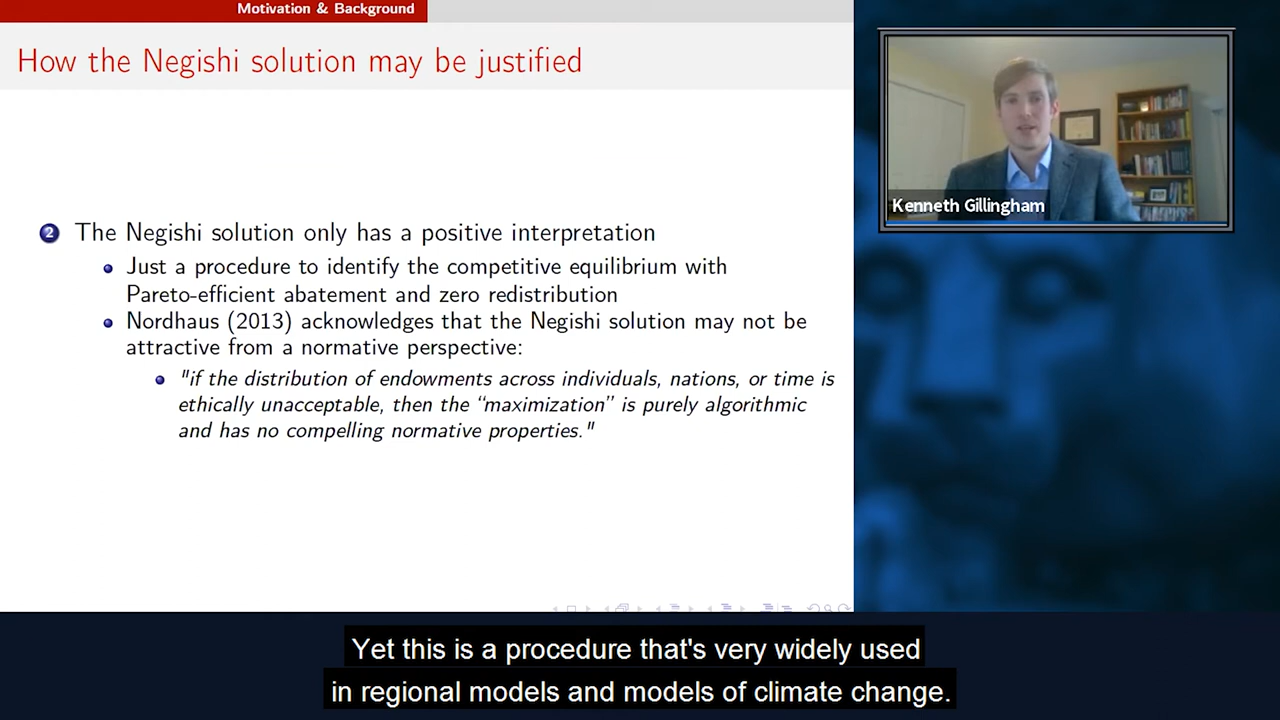 Motivation & Background
How the Negishi solution may be justified
2 The Negishi solution only has a positive interpretation
Just a procedure to identify the competitive equilibrium with
Pareto-efficient abatement and zero redistribution
Nordhaus (2013) acknowledges that the Negishi solution may not be
attractive from a normative perspective:
"if the distribution of endowments across individuals, nations, or time is
ethically unacceptable, then the “maximization” is purely algorithmic
and has no compelling normative properties."
Kenneth Gillingham
Yet this is a procedure that's very widely used
in regional models and models of climate change.